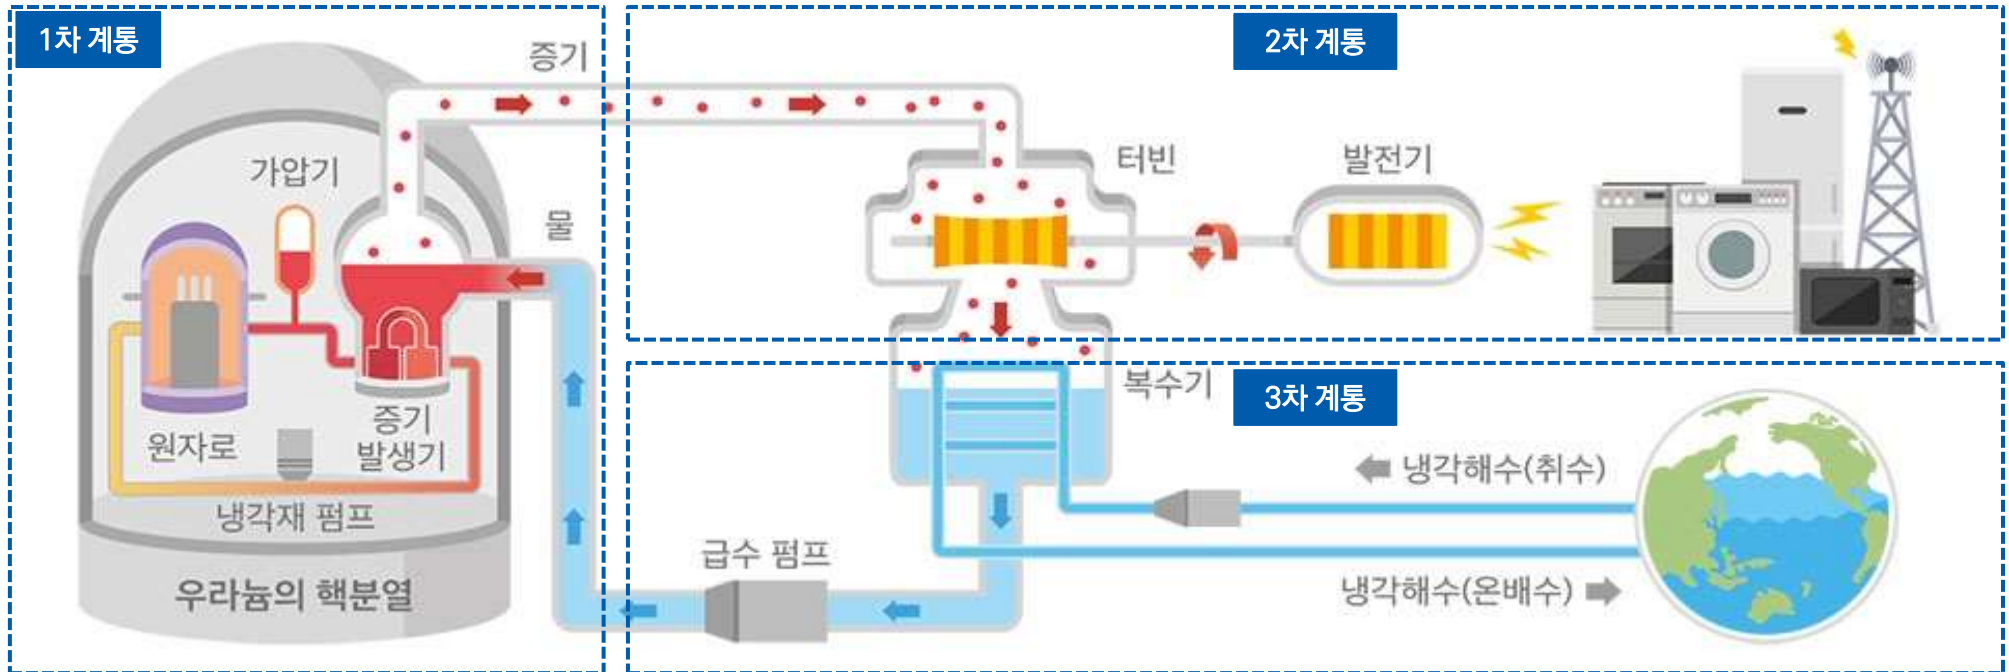 1차 계통
증기
가압기
물
원자로
증기
발생기
냉각재 펌프
우라늄의 핵분열
2차 계통
터빈
발전기
3차 계통
복수기
냉각해수(취수)
급수 펌프
냉각해수(온배수)